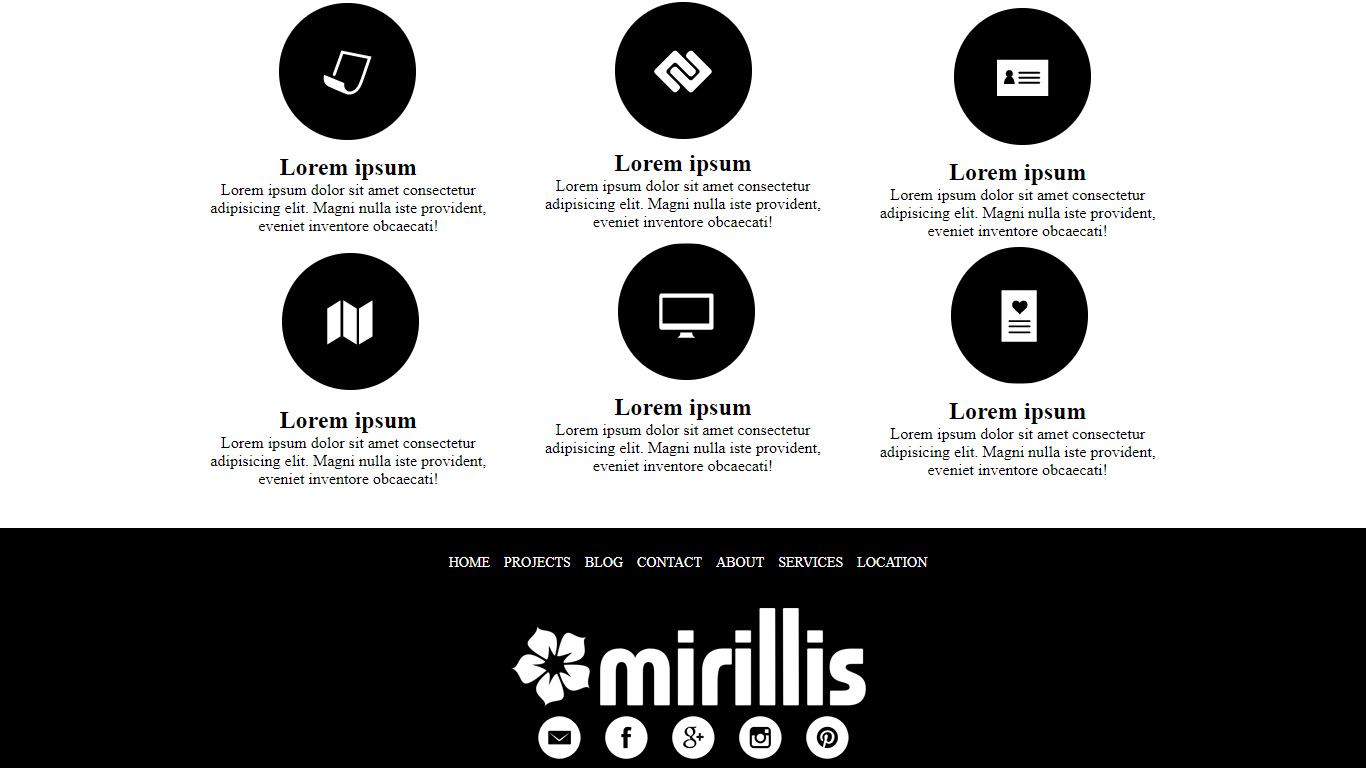 Lorem ipsum
Lorem ipsum dolor sit amet consectetur
adipisicing elit. Magni nulla iste provident,
eveniet inventore obcaecati!
Lorem ipsum
Lorem ipsum dolor sit amet consectetur
adipisicing elit. Magni nulla iste provident,
eveniet inventore obcaecati!
Lorem ipsum
Lorem ipsum dolor sit amet consectetur
adipisicing elit. Magni nulla iste provident,
eveniet inventore obcaecati!
Lorem ipsum
Lorem ipsum dolor sit amet consectetur
adipisicing elit. Magni nulla iste provident,
eveniet inventore obcaecati!
Lorem ipsum
Lorem ipsum dolor sit amet consectetur
adipisicing elit. Magni nulla iste provident,
eveniet inventore obcaecati!
Lorem ipsum
Lorem ipsum dolor sit amet consectetur
adipisicing elit. Magni nulla iste provident,
eveniet inventore obcaecati!
HOME PROJECTS BLOG CONTACT ABOUT SERVICES LOCATION
mirillis
f g+